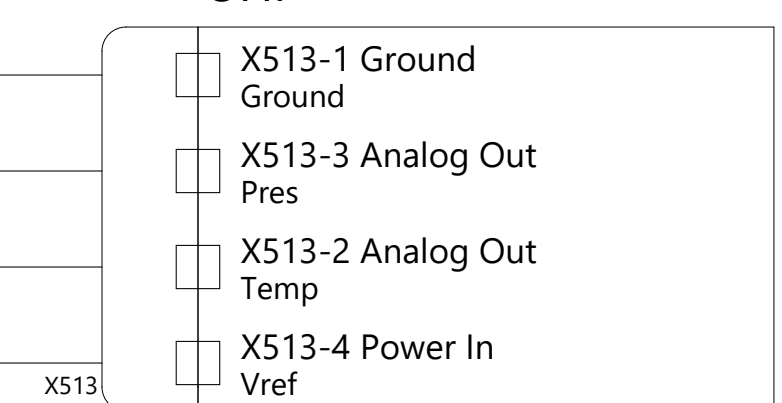 X513-1 Ground
Ground
X513-3 Analog Out
Pres
X513-2 Analog Out
Temp
X513-4 Power In
Vref
X513